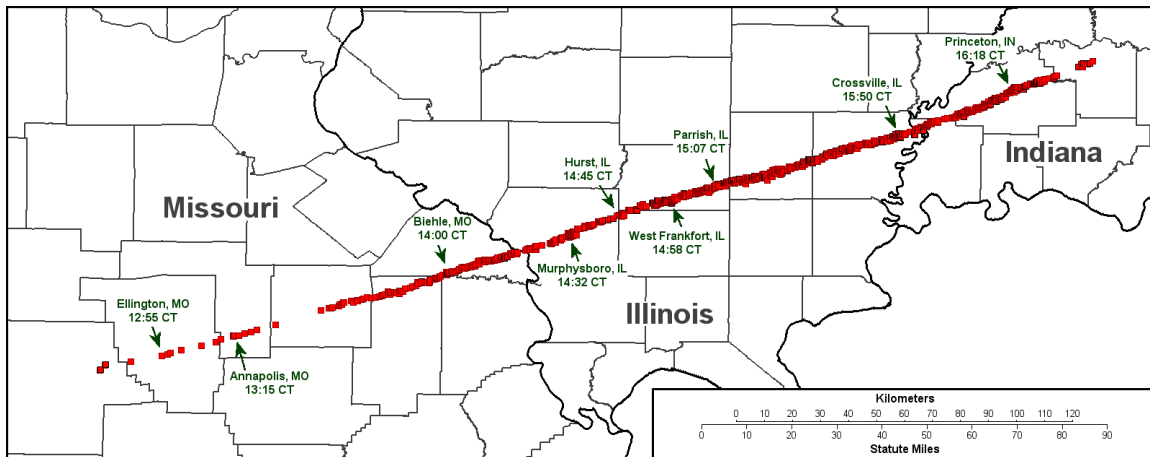 Princeton, IN
16:18 CT
Crossville, IL
15:50 CT
Parrish, IL
15:07 CT
Indiana
Hurst, IL
14:45 CT
Missouri
Biehle, MO
14:00 CT
West Frankfort, IL
14:58 CT
Murphysboro, IL
14:32 CT
Ellington, MO
12:55 CT
Illinois
Annapolis, MO
13:15 CT
Kilometers
0 10 20 30 40 50 60 70 80 90 100 110 120
0 10 20 30 40 50 60 70 80 90
Statute Miles